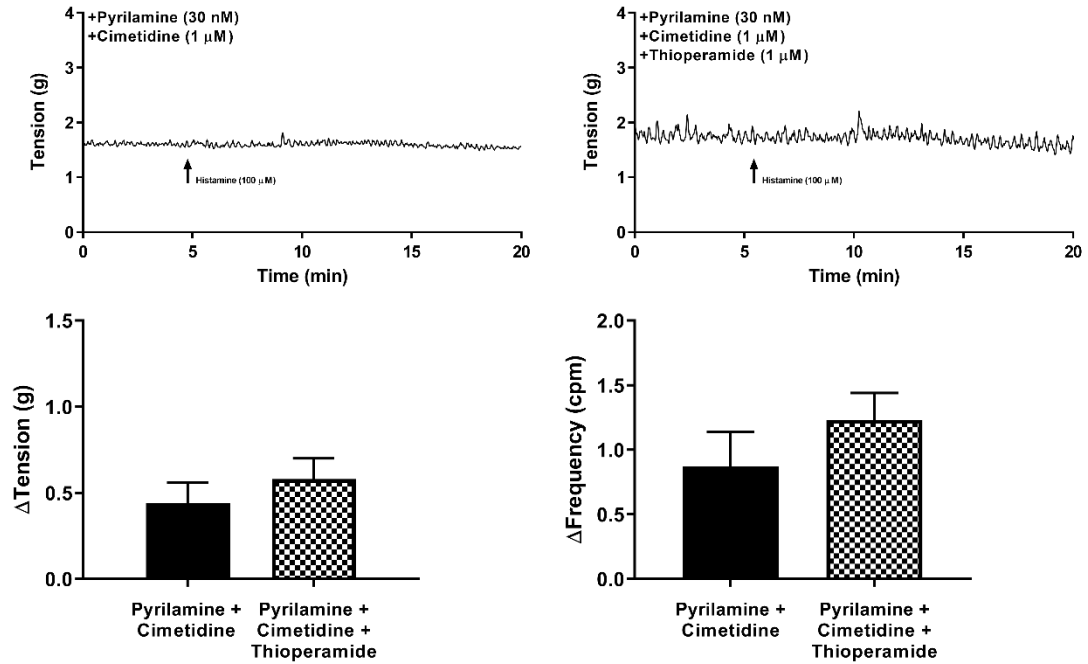 +Pyrilamine (30 nM)
+Cimetidine (1 μM)
Tension (g)
4
3
2
1
0
Histamine (100 μM)
0 5 10 15 20
Time (min)
+Pyrilamine (30 nM)
+Cimetidine (1 μM)
+Thioperamide (1 μM)
Tension (g)
4
3
2
1
0
Histamine (100 μM)
0 5 10 15 20
Time (min)
ΔTension (g)
1.5
1.0
0.5
0.0
Pyrilamine +
Cimetidine
Pyrilamine +
Cimetidine +
Thioperamide
ΔFrequency (cpm)
2.0
1.5
1.0
0.5
0.0
Pyrilamine +
Cimetidine
Pyrilamine +
Cimetidine +
Thioperamide